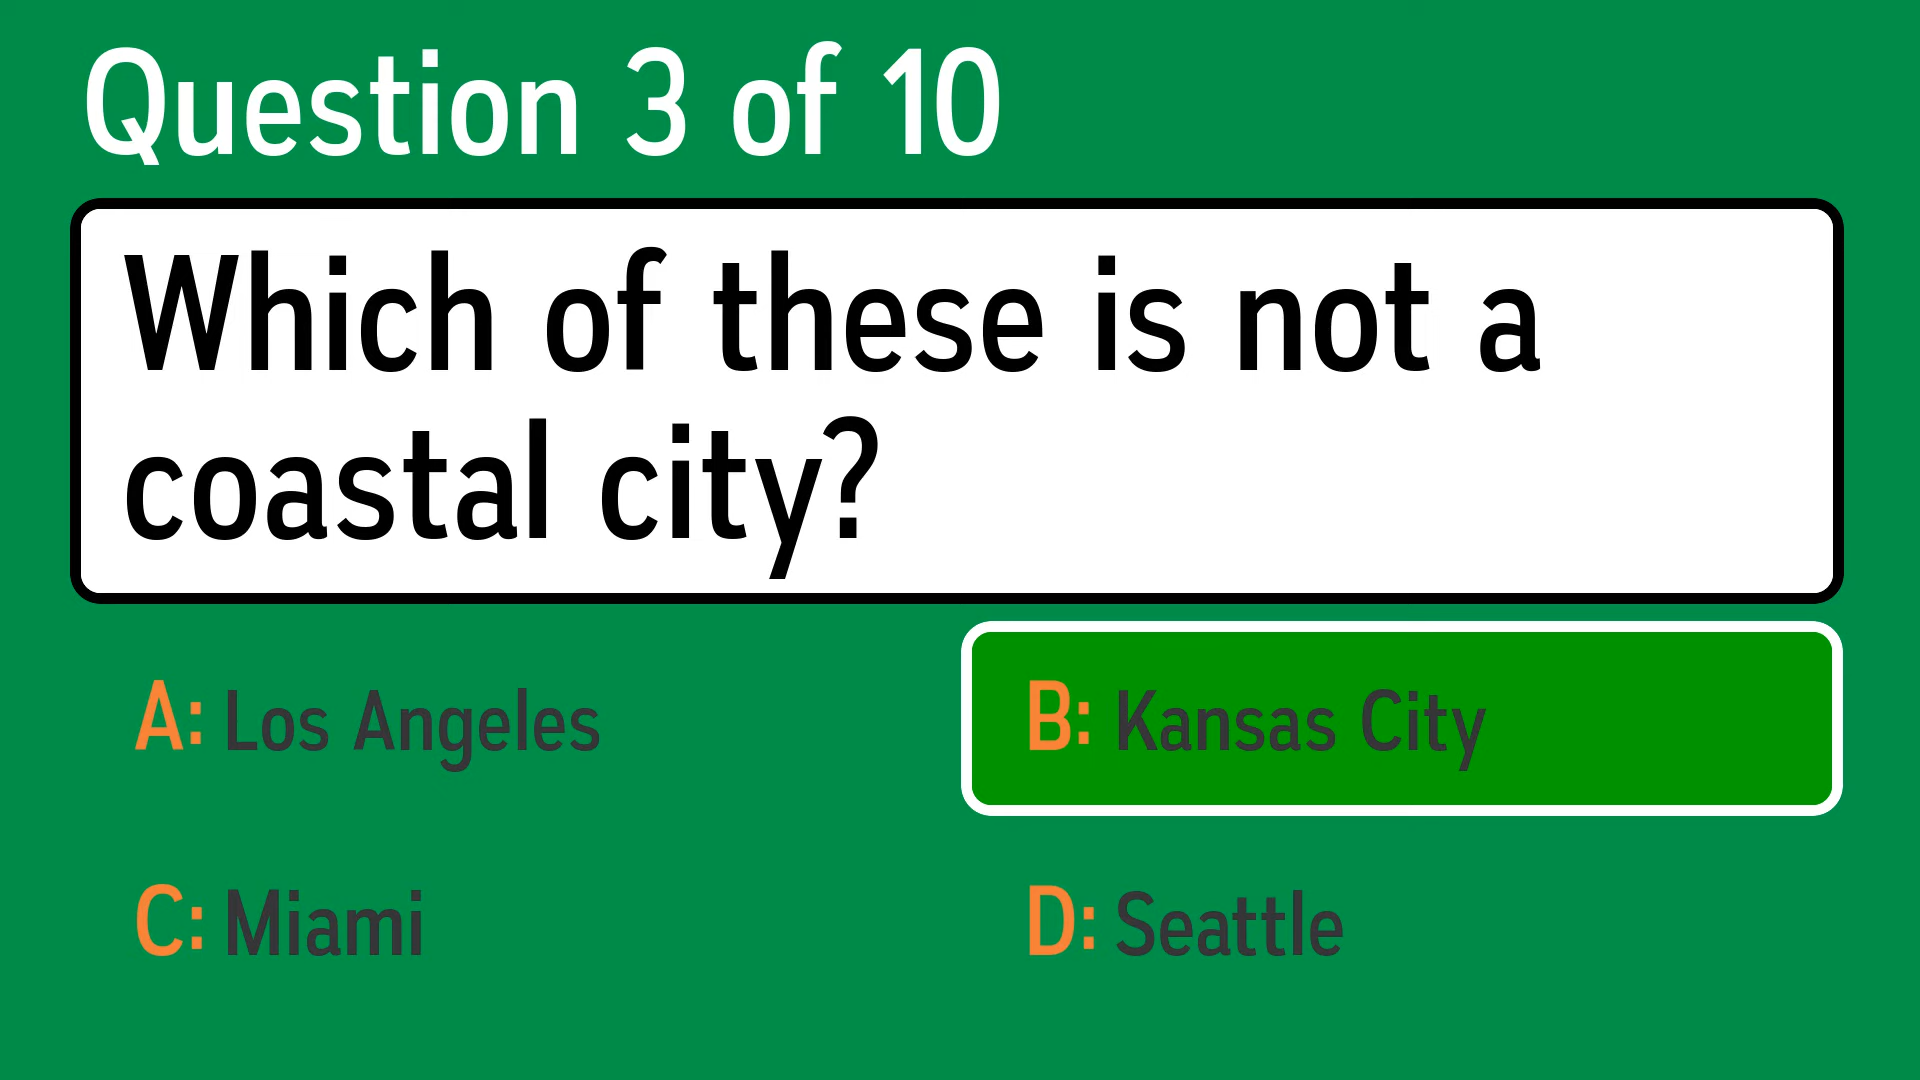 Question 3 of 10
Which of these is not a
coastal city?
A: Los Angeles
B: Kansas City
C: Miami
D: Seattle